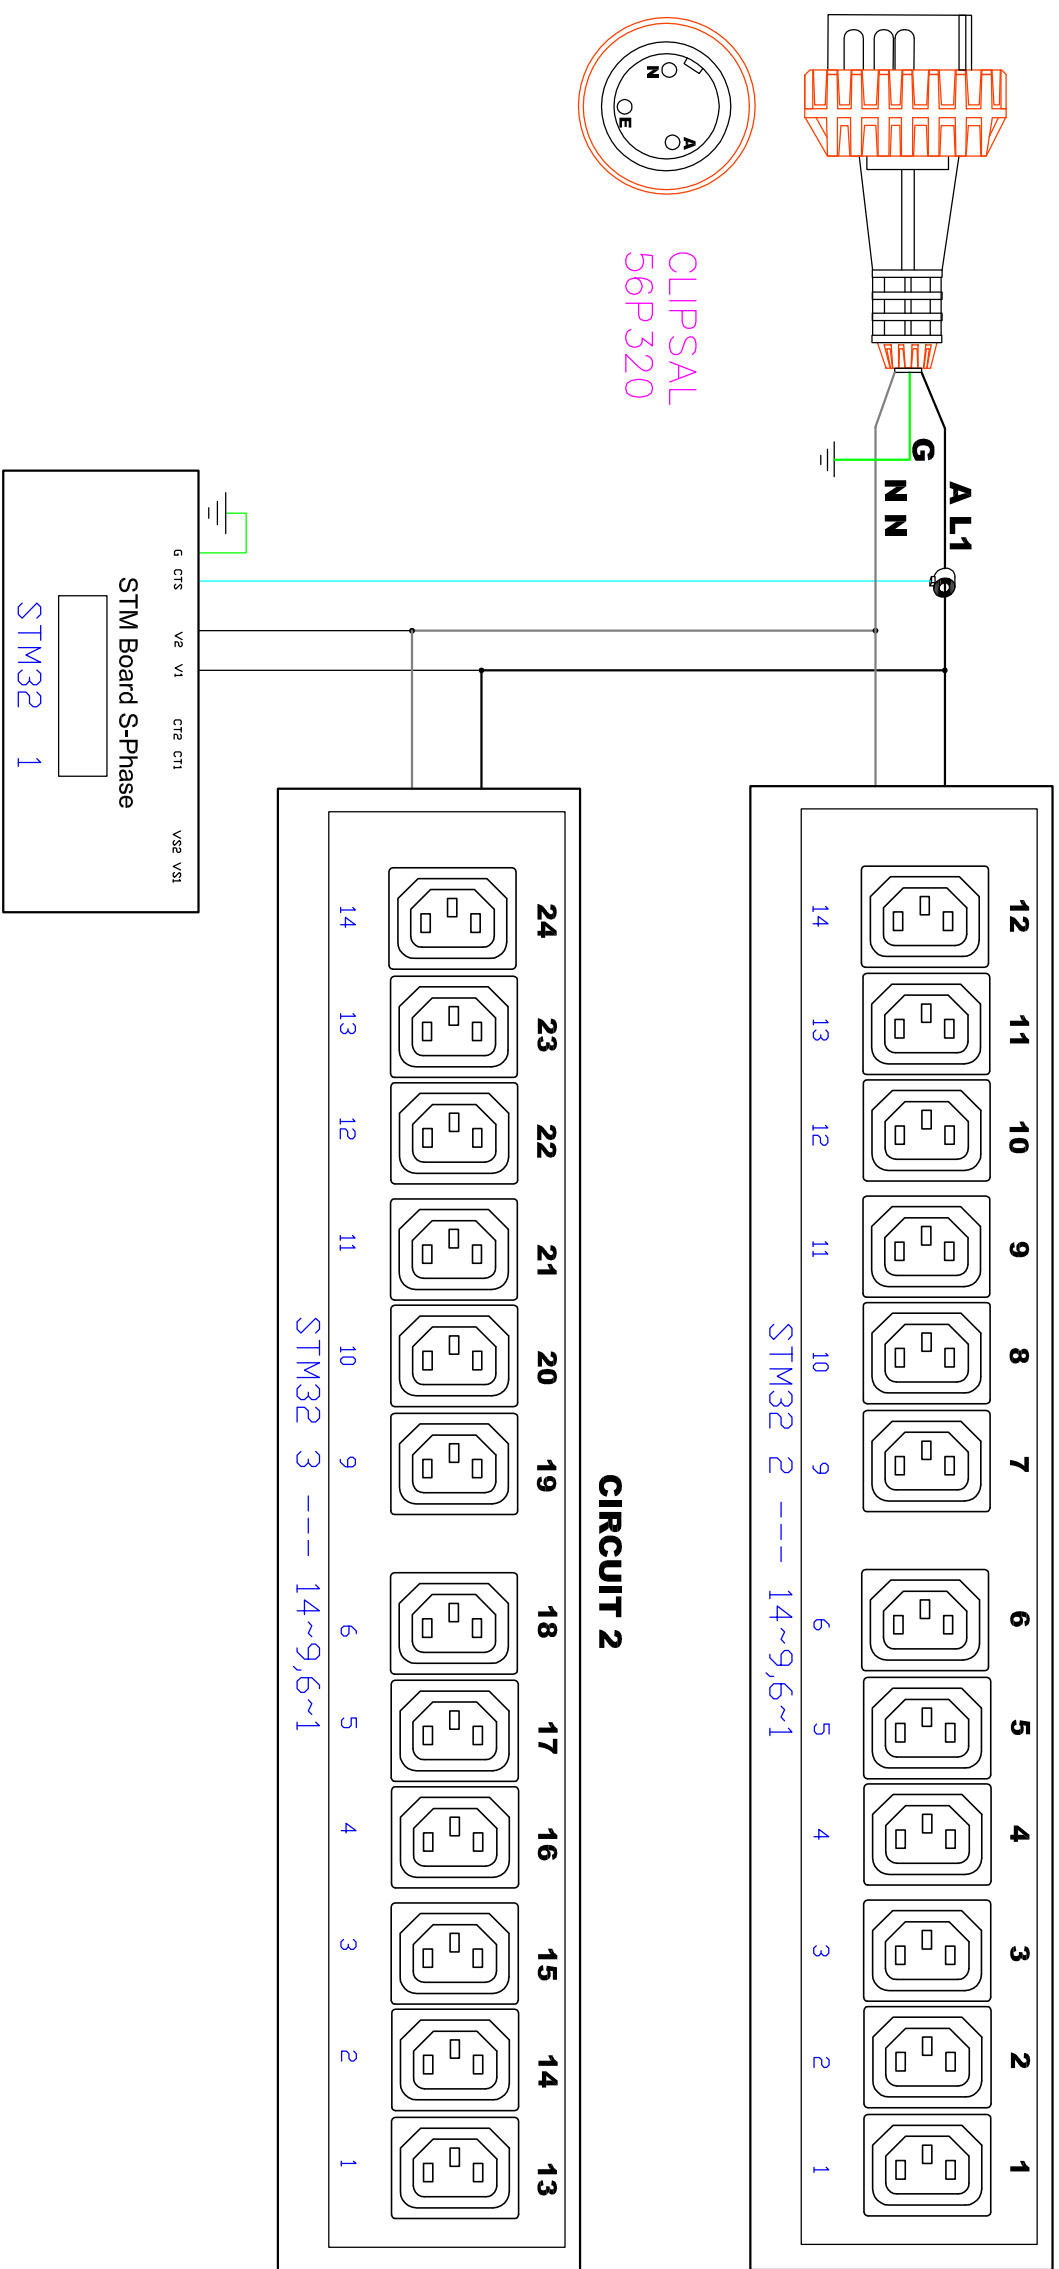 12 11 10 9 8 7 6 5 4 3 2 1
A L1
G
N N
14 13 12 11 10 9 6 5 4 3 2 1
STM32 2 --- 14~9,6~1
A
N
E
CLIPSAL
56P320
CIRCUIT 2
24 23 22 21 20 19 18 17 16 15 14 13
14 13 12 11 10 9 6 5 4 3 2 1
STM32 3 --- 14~9,6~1
G CTS V2 V1 CT2 CT1 VS2 VS1
STM Board S-Phase
STM32 1